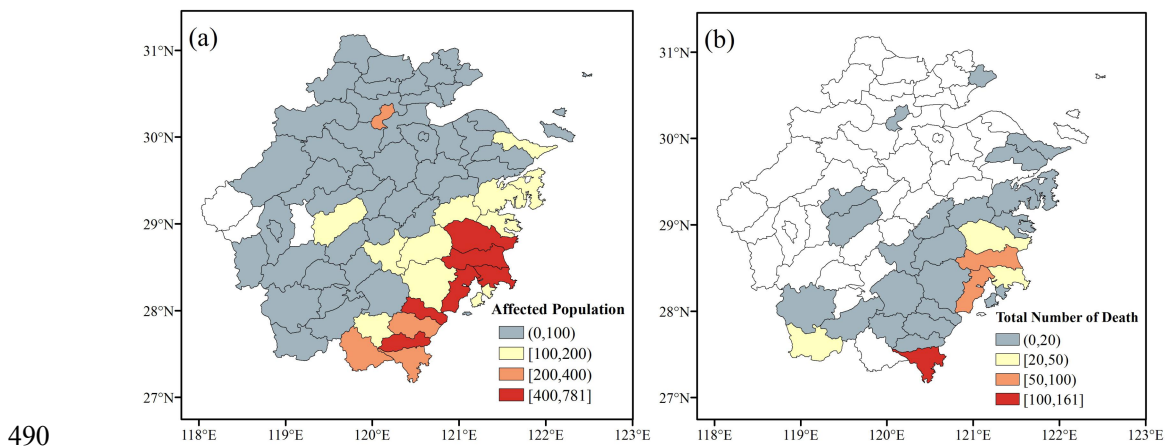 (a)
31°N
30°N
29°N
28°N
27°N
118°E 119°E 120°E 121°E 122°E 123°E
Affected Population
(0,100)
[100,200)
[200,400)
[400,781]
(b)
31°N
30°N
29°N
28°N
27°N
118°E 119°E 120°E 121°E 122°E 123°E
Total Number of Death
(0,20)
[20,50)
[50,100)
[100,161]
490